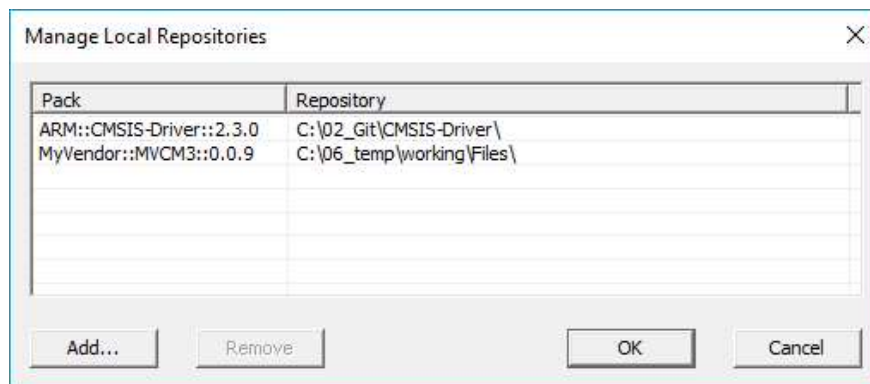 Manage Local Repositories
Pack Repository
ARM::CMSIS-Driver::2.3.0 C:\02_Git\CMSIS-Driver\
MyVendor::MVCM3::0.0.9 C:\06_temp\working\Files\
Add... Remove OK Cancel